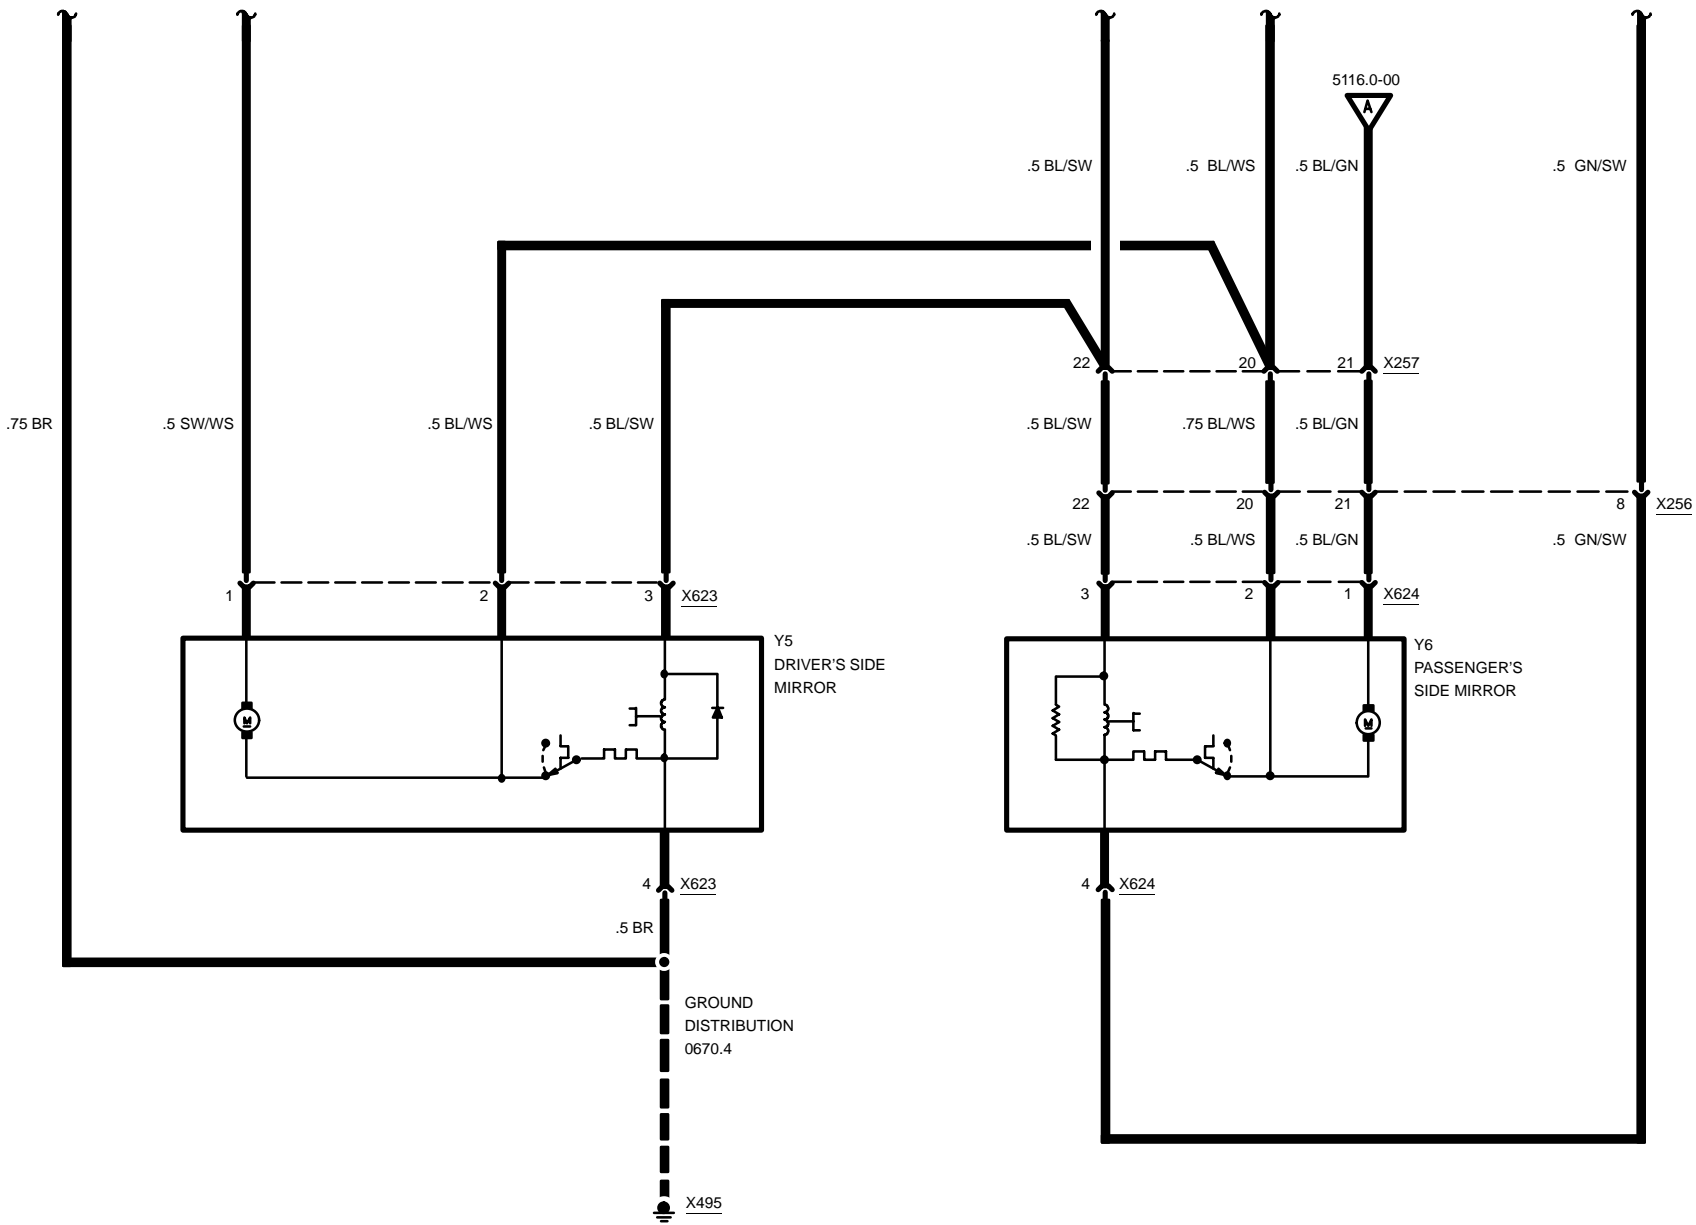 5116.0-00
A
.5 BL/SW
.5 BL/WS
.5 BL/GN
.5 GN/SW
22
20
21
X257
.75 BR
.5 SW/WS
.5 BL/WS
.5 BL/SW
.5 BL/SW
.75 BL/WS
.5 BL/GN
22
20
21
8
X256
.5 BL/SW
.5 BL/WS
.5 BL/GN
.5 GN/SW
1
2
3
X623
3
2
1
X624
Y5
DRIVER'S SIDE
MIRROR
Y6
PASSENGER'S
SIDE MIRROR
M
M
4
X623
4
X624
.5 BR
GROUND
DISTRIBUTION
0670.4
X495